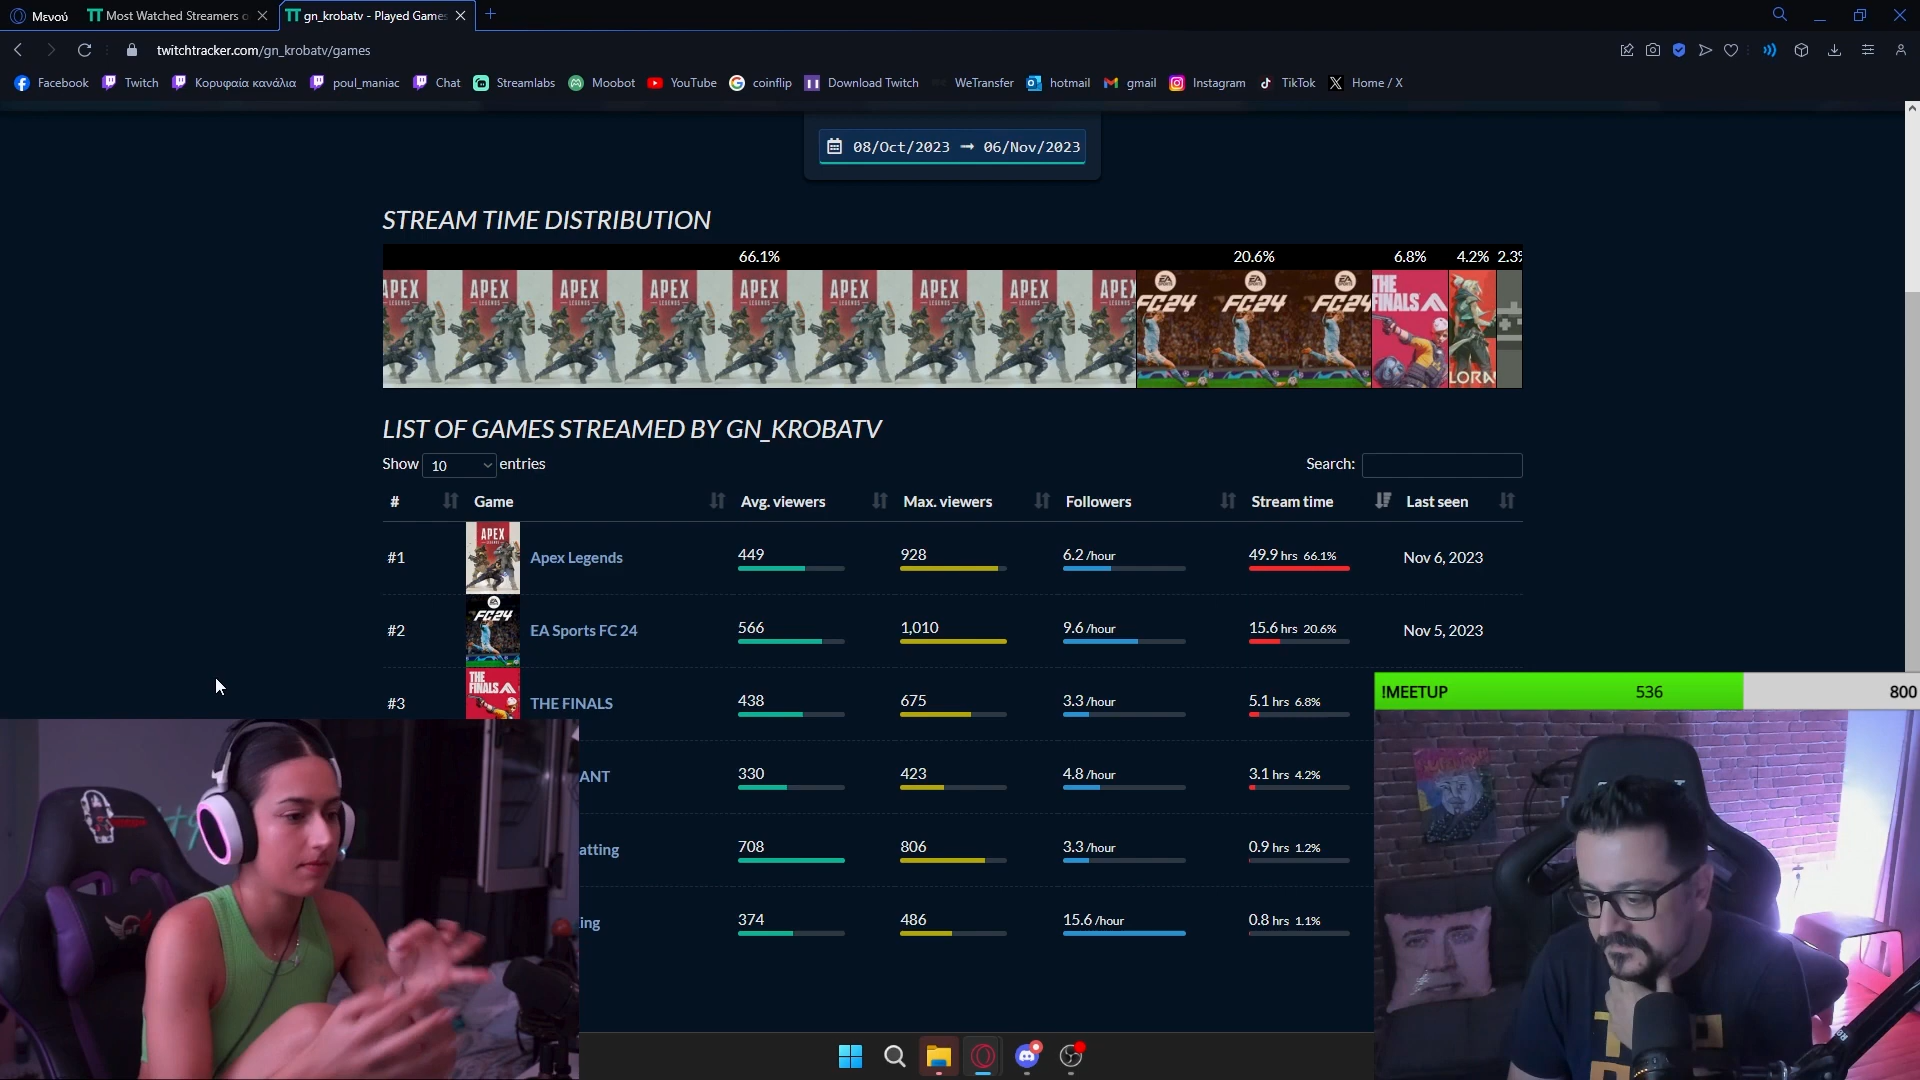 Μενού
Most Watched Streamers o
gn_krobatv - Played Games
twitchtracker.com/gn_krobatv/games
Facebook
Twitch
Κορυφαία κανάλια
poul_maniac
Chat
Streamlabs
Moobot
YouTube
coinflip
Download Twitch
WeTransfer
hotmail
gmail
Instagram
TikTok
Home / X
08/Oct/2023 → 06/Nov/2023
STREAM TIME DISTRIBUTION
66.1% 20.6% 6.8% 4.2% 2.3%
LIST OF GAMES STREAMED BY GN_KROBATV
Show 10 entries
Search:
# Game Avg. viewers Max. viewers Followers Stream time Last seen
#1 Apex Legends 449 928 6.2 /hour 49.9 hrs 66.1% Nov 6, 2023
#2 EA Sports FC 24 566 1,010 9.6 /hour 15.6 hrs 20.6% Nov 5, 2023
#3 THE FINALS 438 675 3.3 /hour 5.1 hrs 6.8%
!MEETUP 536 800
ANT 330 423 4.8 /hour 3.1 hrs 4.2%
atting 708 806 3.3 /hour 0.9 hrs 1.2%
ing 374 486 15.6 /hour 0.8 hrs 1.1%